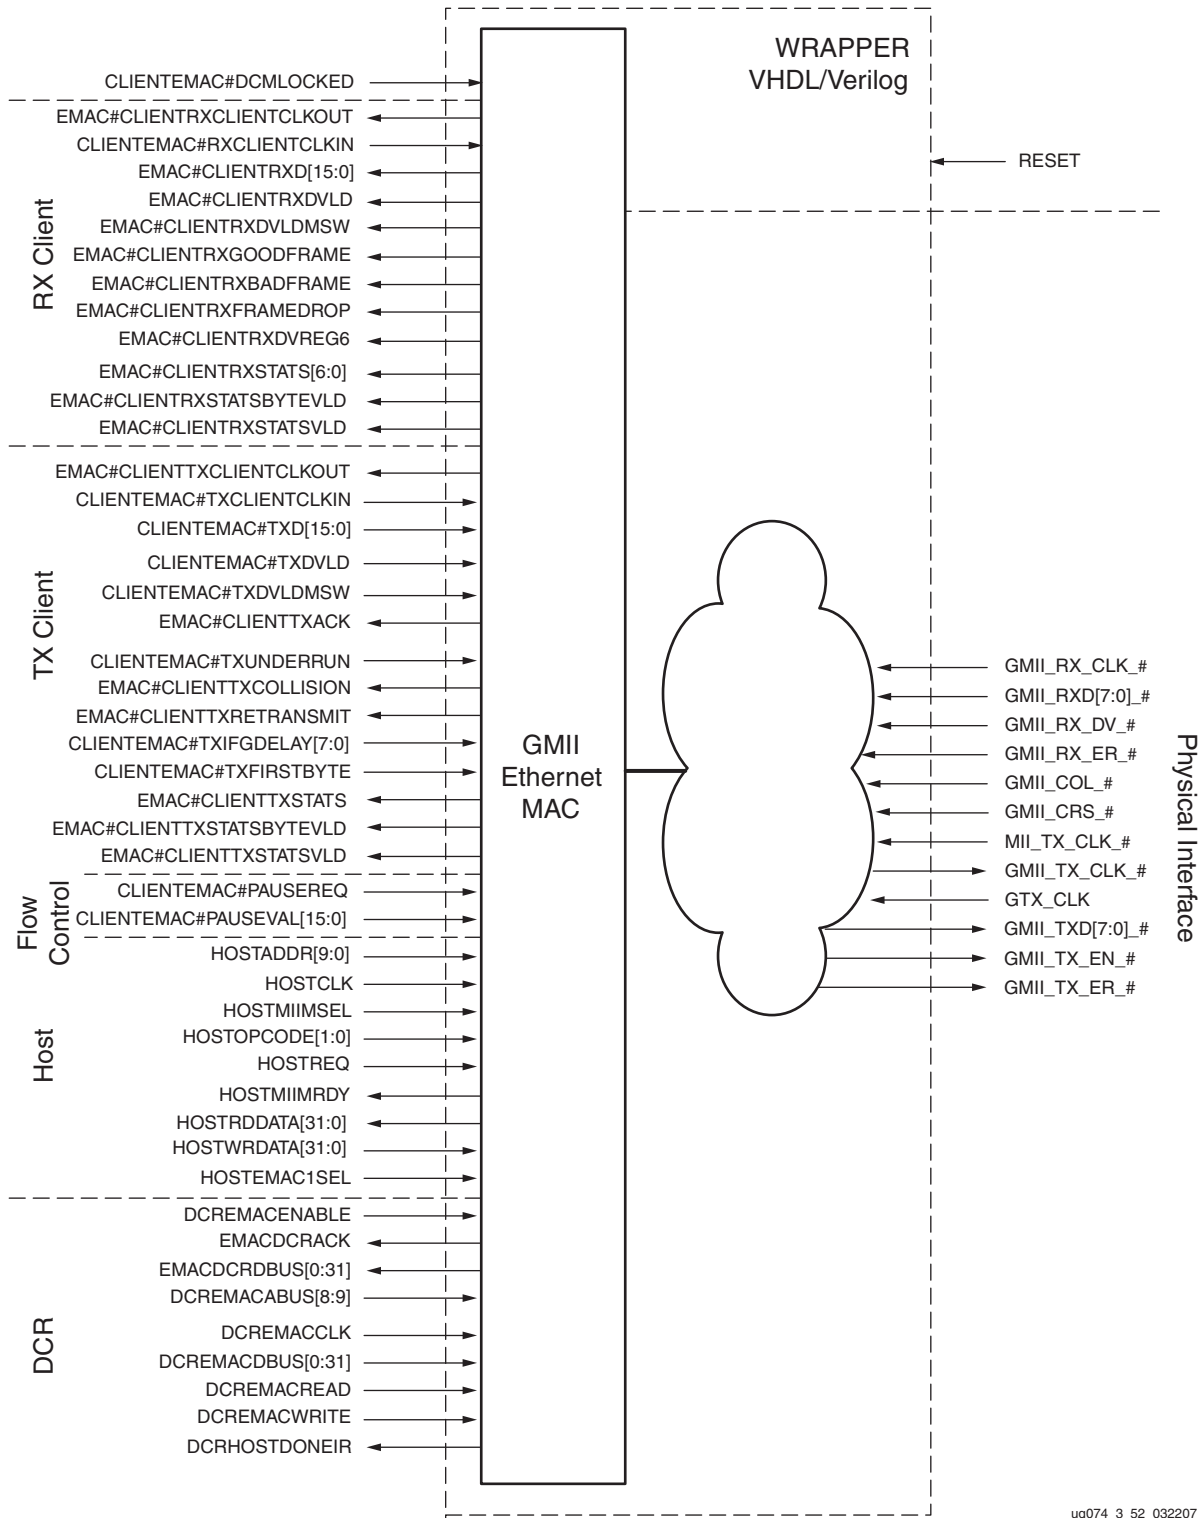 WRAPPER
VHDL/Verilog
CLIENTEMAC#DCMLOCKED
RESET
RX Client
EMAC#CLIENTRXCLIENTCLKOUT
CLIENTEMAC#RXCLIENTCLKIN
EMAC#CLIENTRXD[15:0]
EMAC#CLIENTRXDVLD
EMAC#CLIENTRXDVLDMSW
EMAC#CLIENTRXGOODFRAME
EMAC#CLIENTRXBADFRAME
EMAC#CLIENTRXFRAMEDROP
EMAC#CLIENTRXDVREG6
EMAC#CLIENTRXSTATS[6:0]
EMAC#CLIENTRXSTATSBYTEVLD
EMAC#CLIENTRXSTATSVLD
TX Client
EMAC#CLIENTTXCLIENTCLKOUT
CLIENTEMAC#TXCLIENTCLKIN
CLIENTEMAC#TXD[15:0]
CLIENTEMAC#TXDVLD
CLIENTEMAC#TXDVLDMSW
EMAC#CLIENTTXACK
CLIENTEMAC#TXUNDERRUN
EMAC#CLIENTTXCOLLISION
EMAC#CLIENTTXRETRANSMIT
CLIENTEMAC#TXIFGDELAY[7:0]
CLIENTEMAC#TXFIRSTBYTE
EMAC#CLIENTTXSTATS
EMAC#CLIENTTXSTATSBYTEVLD
EMAC#CLIENTTXSTATSVLD
Flow
Control
CLIENTEMAC#PAUSEREQ
CLIENTEMAC#PAUSEVAL[15:0]
Host
HOSTADDR[9:0]
HOSTCLK
HOSTMIIMSEL
HOSTOPCODE[1:0]
HOSTREQ
HOSTMIIMRDY
HOSTRDDATA[31:0]
HOSTWRDATA[31:0]
HOSTEMAC1SEL
DCR
DCREMACENABLE
EMACDCRACK
EMACDCRDBUS[0:31]
DCREMACABUS[8:9]
DCREMACCLK
DCREMACDBUS[0:31]
DCREMACREAD
DCREMACWRITE
DCRHOSTDONEIR
GMII
Ethernet
MAC
GMII_RX_CLK_#
GMII_RXD[7:0]_#
GMII_RX_DV_#
GMII_RX_ER_#
GMII_COL_#
GMII_CRS_#
MII_TX_CLK_#
GMII_TX_CLK_#
GTX_CLK
GMII_TXD[7:0]_#
GMII_TX_EN_#
GMII_TX_ER_#
Physical Interface
ug074_3_52_032207